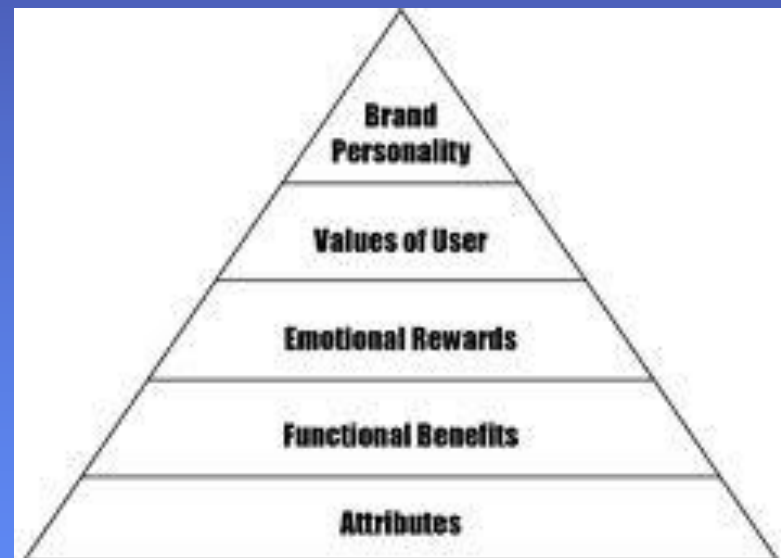 Brand
Personality
Values of User
Emotional Rewards
Functional Benefits
Attributes